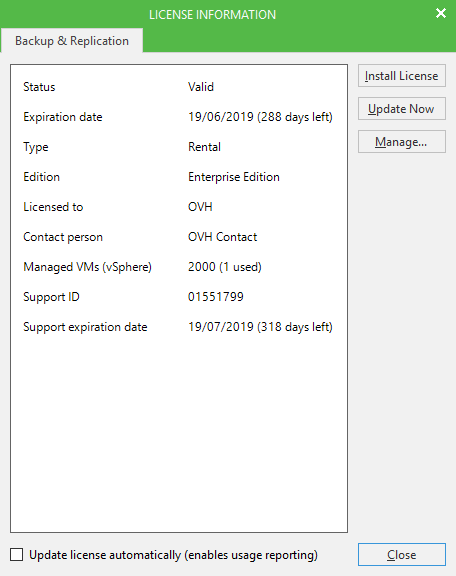 LICENSE INFORMATION
Backup & Replication
Status Valid
Expiration date 19/06/2019 (288 days left)
Type Rental
Edition Enterprise Edition
Licensed to OVH
Contact person OVH Contact
Managed VMs (vSphere) 2000 (1 used)
Support ID 01551799
Support expiration date 19/07/2019 (318 days left)
Install License
Update Now
Manage...
Update license automatically (enables usage reporting)
Close